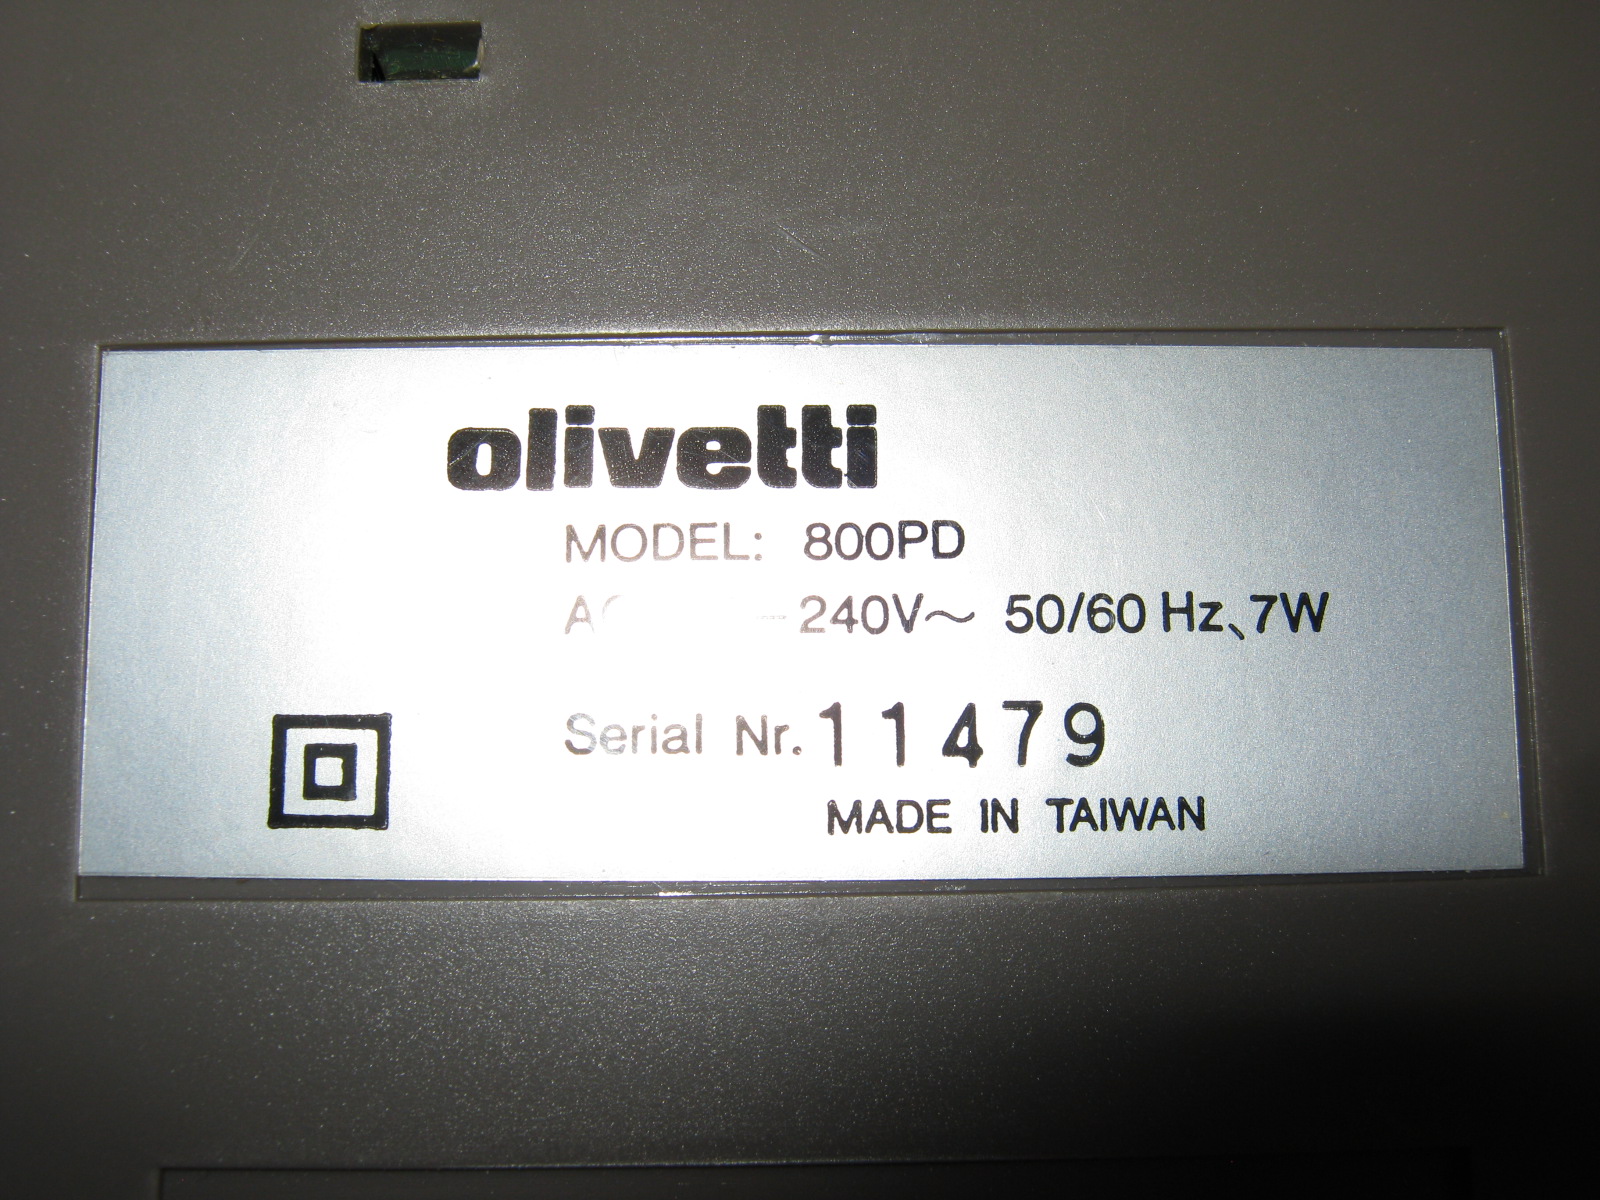 olivetti
MODEL: 800PD
240V~ 50/60 Hz、7W
Serial Nr. 11479
MADE IN TAIWAN